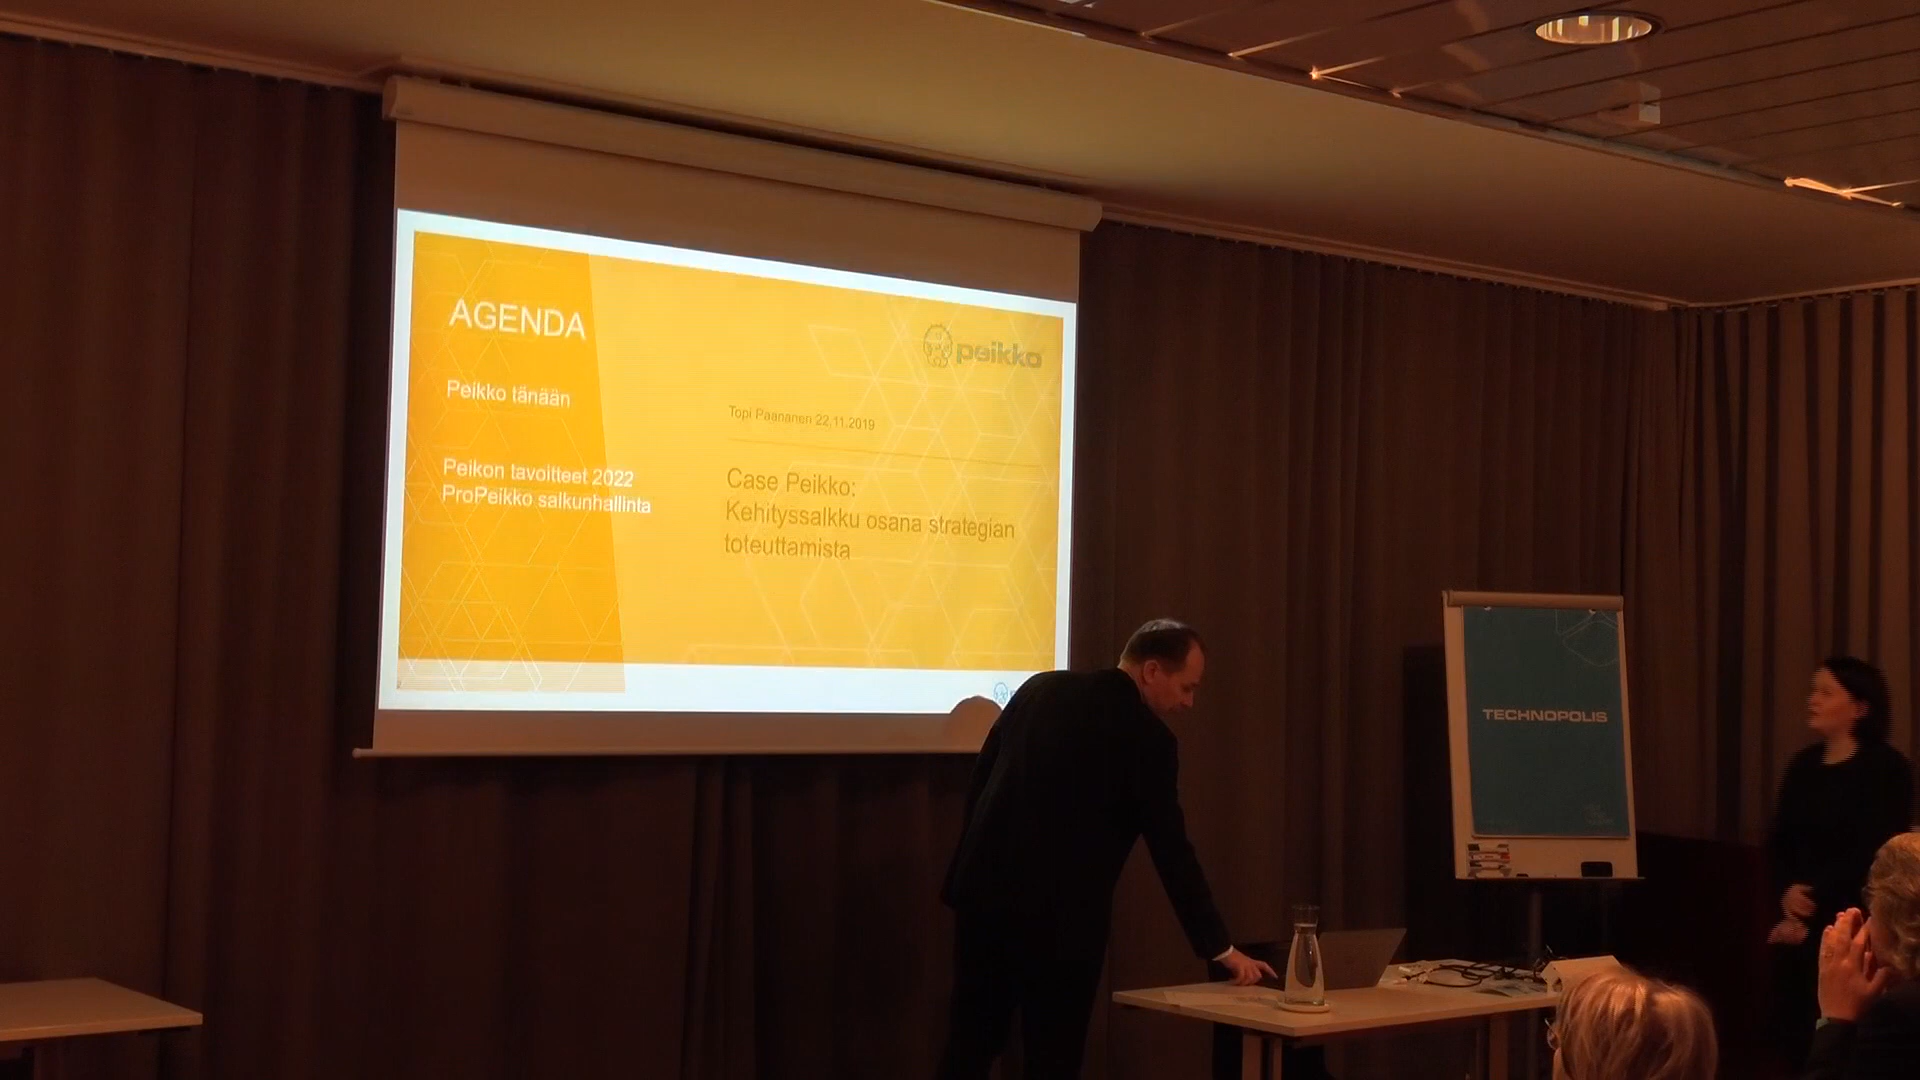 AGENDA
Peikko tänään
Peikon tavoitteet 2022
ProPeikko salkunhallinta
peikko
Topi Paananen 22.11.2019
Case Peikko:
Kehityssalkku osana strategian
toteuttamista
TECHNOPOLIS